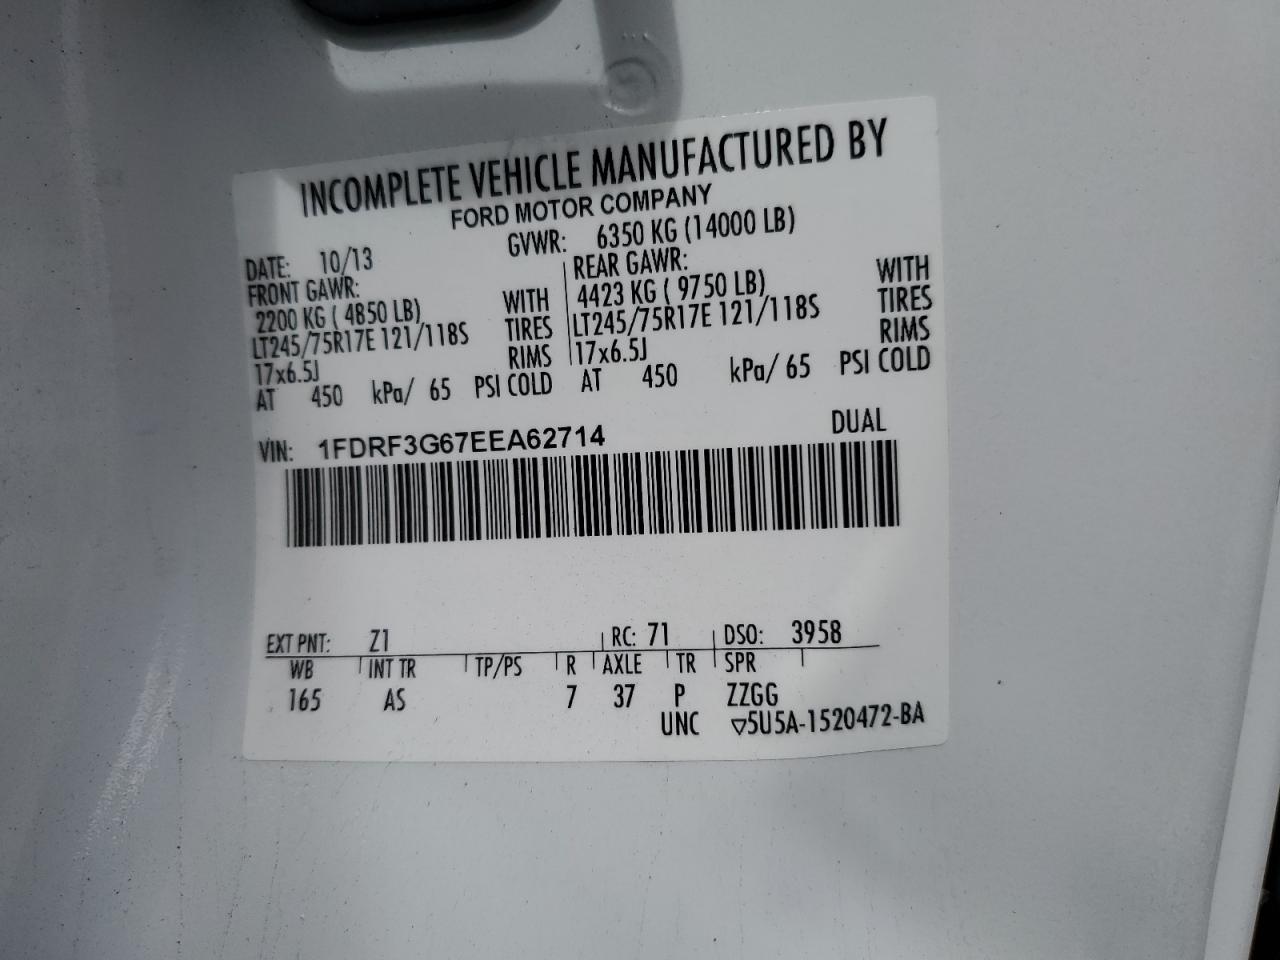 INCOMPLETE VEHICLE MANUFACTURED BY
FORD MOTOR COMPANY
DATE: 10/13 GVWR: 6350 KG (14000 LB)
FRONT GAWR: REAR GAWR:
2200 KG ( 4850 LB) WITH 4423 KG ( 9750 LB) WITH
LT245/75R17E 121/118S TIRES LT245/75R17E 121/118S TIRES
17x6.5J RIMS 17x6.5J RIMS
AT 450 kPa/ 65 PSI COLD AT 450 kPa/ 65 PSI COLD
VIN: 1FDRF3G67EEA62714 DUAL
EXT PNT: Z1 RC: 71 DSO: 3958
WB INT TR TP/PS R AXLE TR SPR
165 AS 7 37 P ZZGG
UNC ▽5U5A-1520472-BA